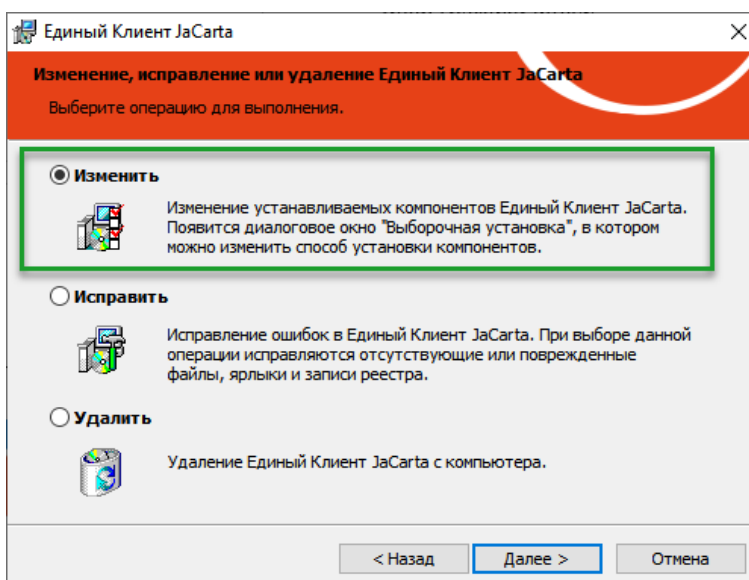 Единый Клиент JaCarta
Изменение, исправление или удаление Единый Клиент JaCarta
Выберите операцию для выполнения.
Изменить
Изменение устанавливаемых компонентов Единый Клиент JaCarta.
Появится диалоговое окно "Выборочная установка", в котором
можно изменить способ установки компонентов.
Исправить
Исправление ошибок в Единый Клиент JaCarta. При выборе данной
операции исправляются отсутствующие или поврежденные
файлы, ярлыки и записи реестра.
Удалить
Удаление Единый Клиент JaCarta с компьютера.
< Назад Далее > Отмена